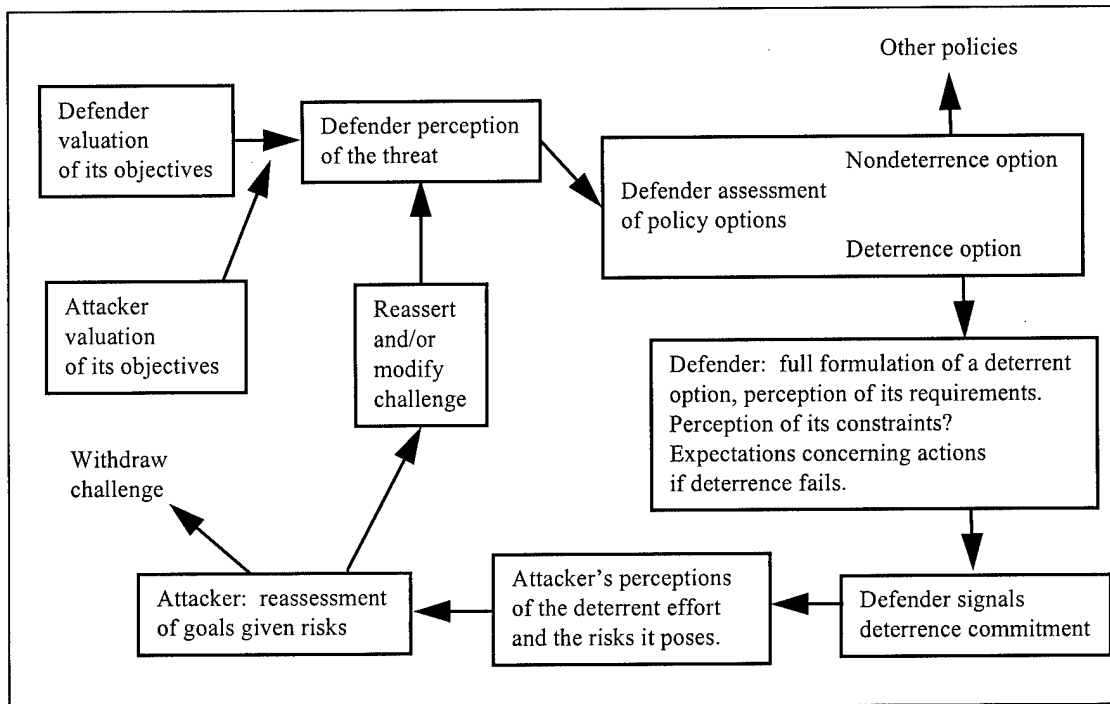 Other policies
Defender
valuation
of its objectives
Defender perception
of the threat
Nondeterrence option
Defender assessment
of policy options
Deterrence option
Attacker
valuation
of its objectives
Reassert
and/or
modify
challenge
Defender: full formulation of a deterrent
option, perception of its requirements.
Perception of its constraints?
Expectations concerning actions
if deterrence fails.
Withdraw
challenge
Attacker: reassessment
of goals given risks
Attacker's perceptions
of the deterrent effort
and the risks it poses.
Defender signals
deterrence commitment